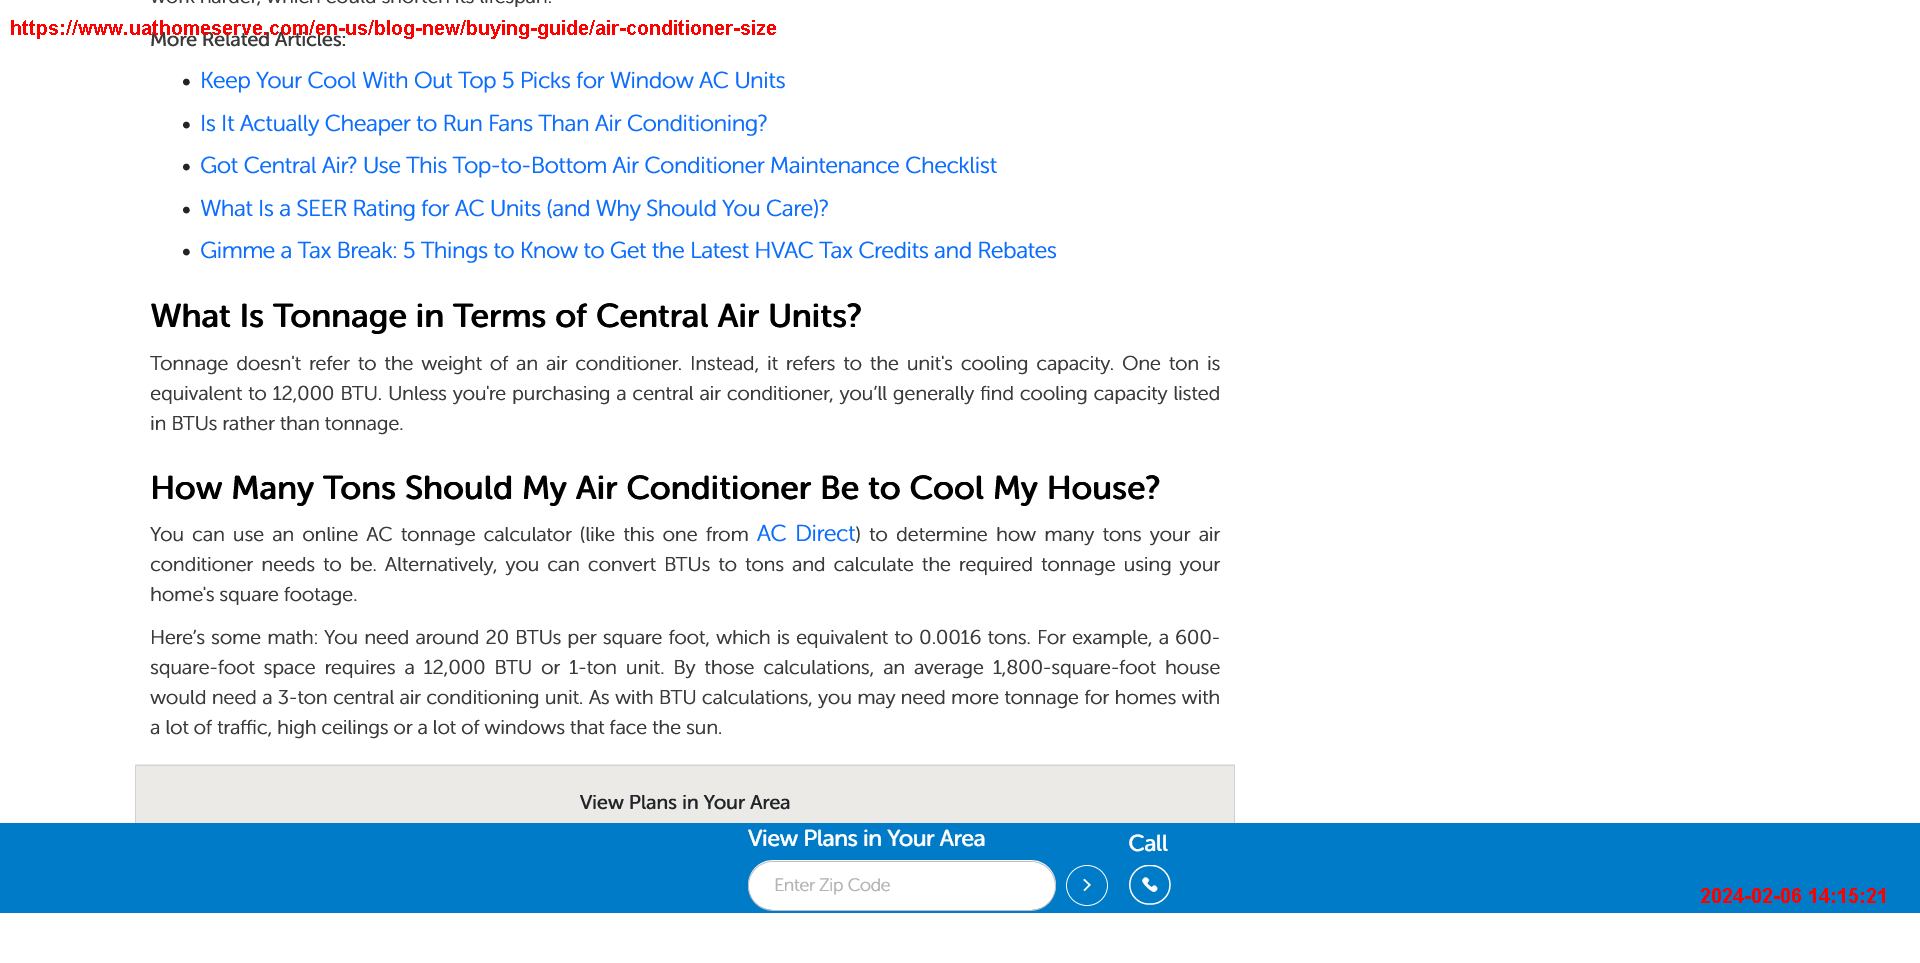 work harder, which could shorten its lifespan.
https://www.uathomeserve.com/en-us/blog-new/buying-guide/air-conditioner-size
More Related Articles:
Keep Your Cool With Out Top 5 Picks for Window AC Units
Is It Actually Cheaper to Run Fans Than Air Conditioning?
Got Central Air? Use This Top-to-Bottom Air Conditioner Maintenance Checklist
What Is a SEER Rating for AC Units (and Why Should You Care)?
Gimme a Tax Break: 5 Things to Know to Get the Latest HVAC Tax Credits and Rebates
What Is Tonnage in Terms of Central Air Units?
Tonnage doesn't refer to the weight of an air conditioner. Instead, it refers to the unit's cooling capacity. One ton is
equivalent to 12,000 BTU. Unless you're purchasing a central air conditioner, you’ll generally find cooling capacity listed
in BTUs rather than tonnage.
How Many Tons Should My Air Conditioner Be to Cool My House?
You can use an online AC tonnage calculator (like this one from AC Direct) to determine how many tons your air
conditioner needs to be. Alternatively, you can convert BTUs to tons and calculate the required tonnage using your
home's square footage.
Here’s some math: You need around 20 BTUs per square foot, which is equivalent to 0.0016 tons. For example, a 600-
square-foot space requires a 12,000 BTU or 1-ton unit. By those calculations, an average 1,800-square-foot house
would need a 3-ton central air conditioning unit. As with BTU calculations, you may need more tonnage for homes with
a lot of traffic, high ceilings or a lot of windows that face the sun.
View Plans in Your Area
View Plans in Your Area
Call
Enter Zip Code
2024-02-06 14:15:21